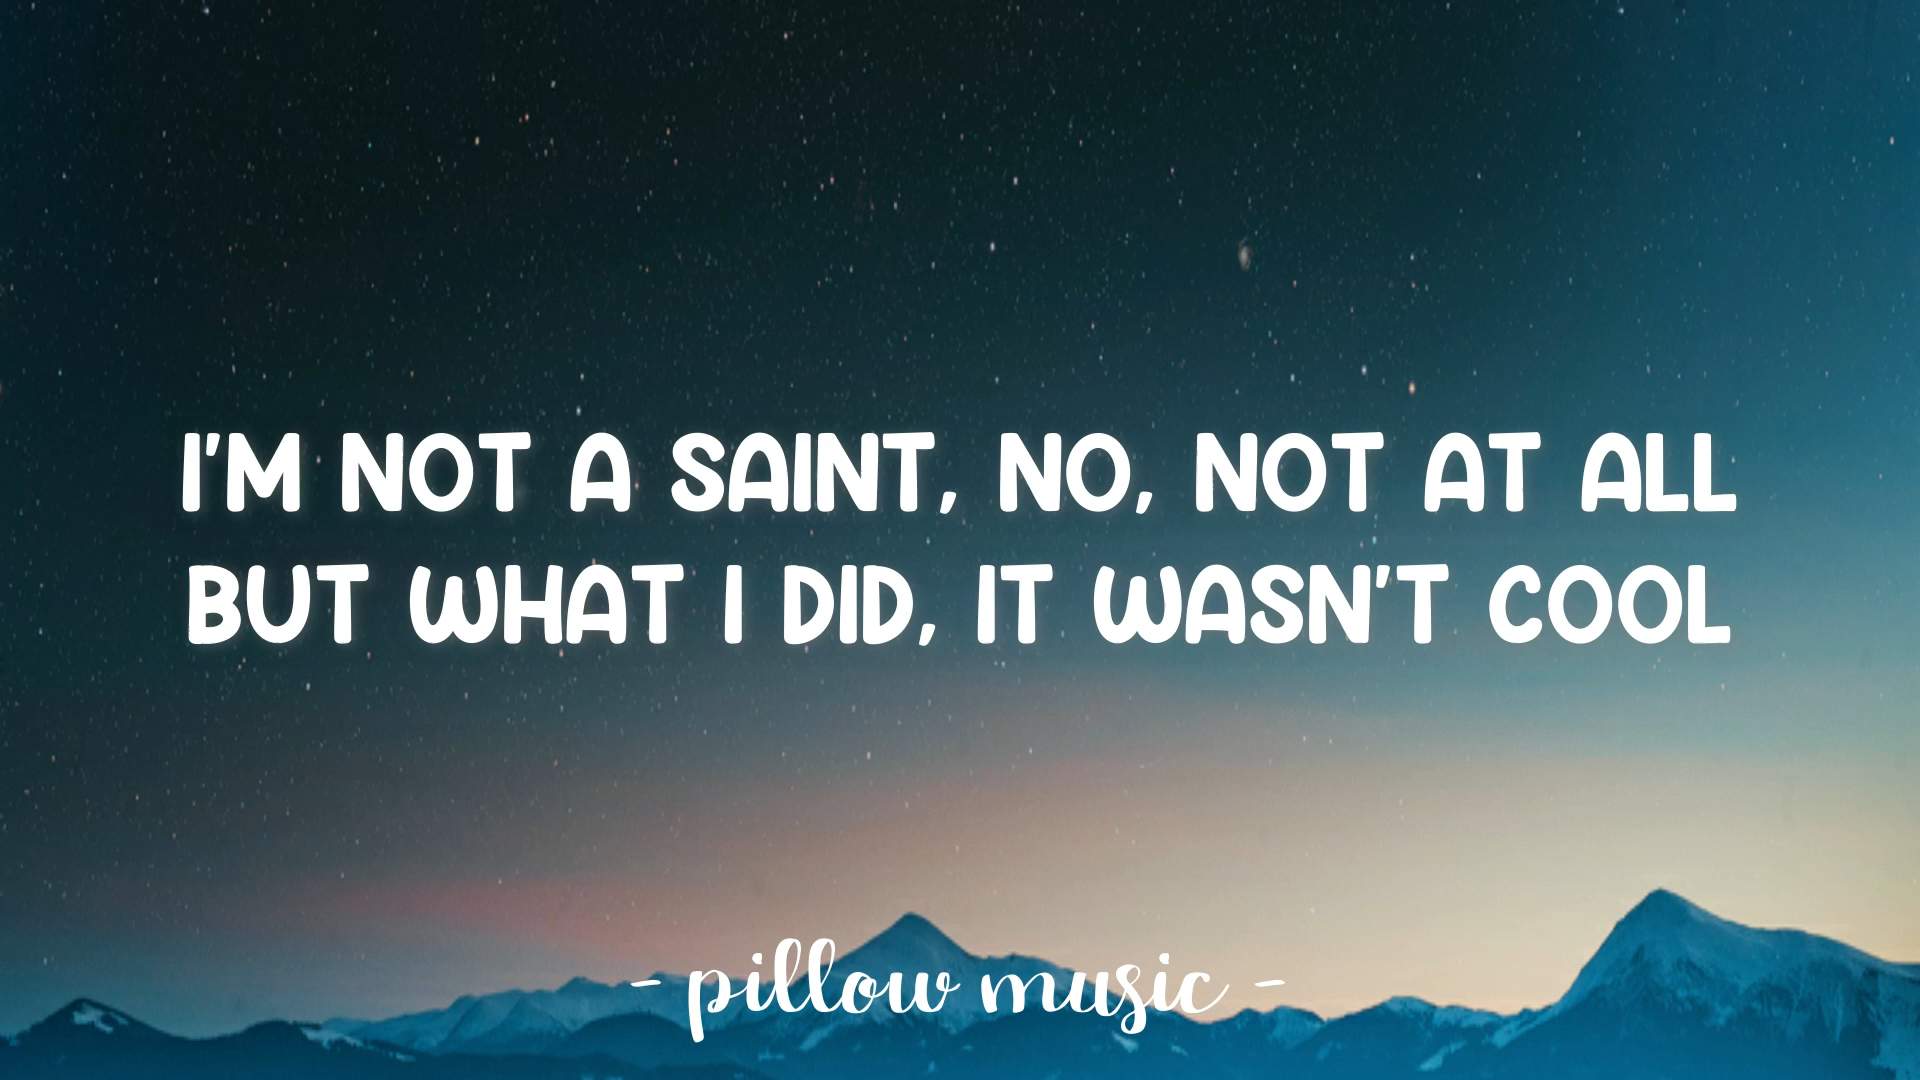 I'M NOT A SAINT, NO, NOT AT ALL
BUT WHAT I DID, IT WASN'T COOL
- pillow music -